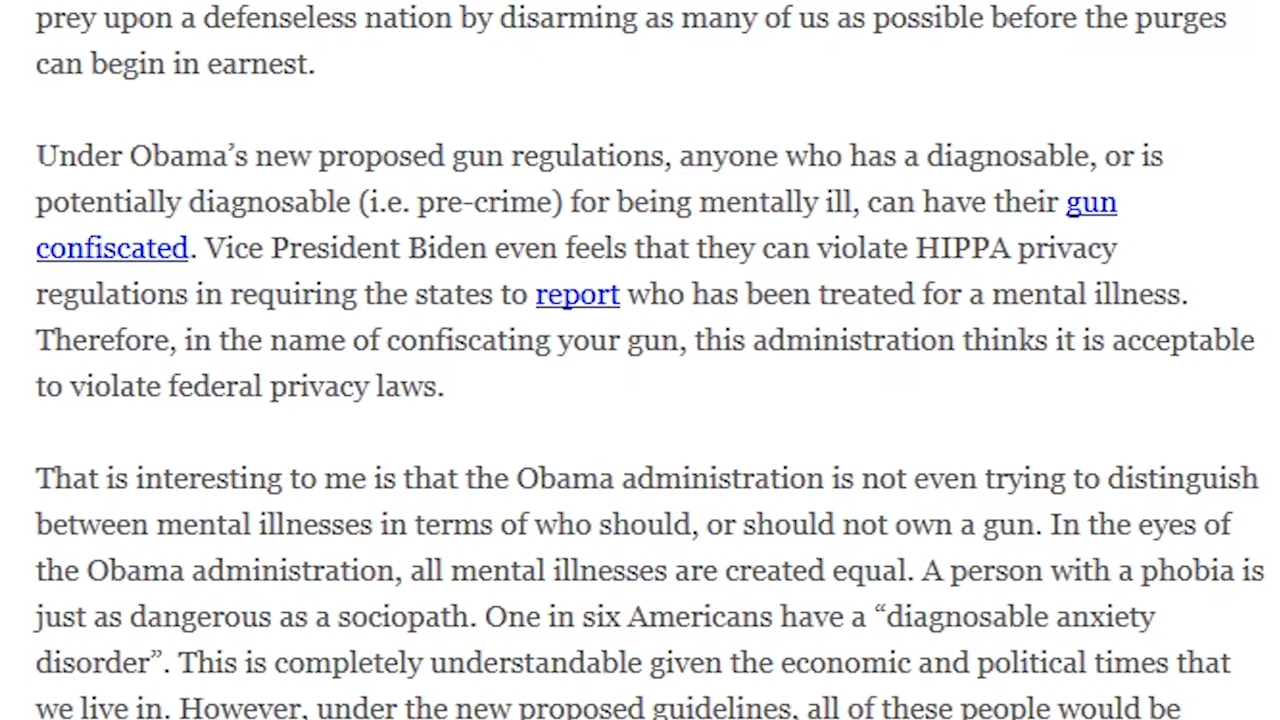 prey upon a defenseless nation by disarming as many of us as possible before the purges
can begin in earnest.
Under Obama’s new proposed gun regulations, anyone who has a diagnosable, or is
potentially diagnosable (i.e. pre-crime) for being mentally ill, can have their gun
confiscated. Vice President Biden even feels that they can violate HIPPA privacy
regulations in requiring the states to report who has been treated for a mental illness.
Therefore, in the name of confiscating your gun, this administration thinks it is acceptable
to violate federal privacy laws.
That is interesting to me is that the Obama administration is not even trying to distinguish
between mental illnesses in terms of who should, or should not own a gun. In the eyes of
the Obama administration, all mental illnesses are created equal. A person with a phobia is
just as dangerous as a sociopath. One in six Americans have a “diagnosable anxiety
disorder”. This is completely understandable given the economic and political times that
we live in. However, under the new proposed guidelines, all of these people would be